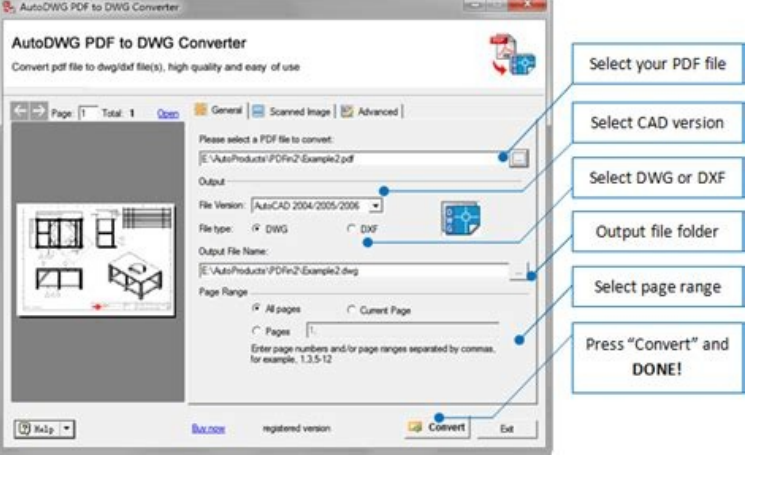 AutoDWG PDF to DWG Converter
AutoDWG PDF to DWG Converter
Convert pdf file to dwg/dxf file(s), high quality and easy of use
Page: 1 Total: 1 Open
General
Scanned Image
Advanced
Please select a PDF file to convert:
E:\AutoProducts\PDFin2\Example2.pdf
...
Output
File Version: AutoCAD 2004/2005/2006
File type: DWG DXF
Output File Name:
E:\AutoProducts\PDFin2\Example2.dwg
...
Page Range
All pages Current Page
Pages 1,
Enter page numbers and/or page ranges separated by commas,
for example, 1,3,5-12
Help
Buy now
registered version
Convert
Exit
Select your PDF file
Select CAD version
Select DWG or DXF
Output file folder
Select page range
Press “Convert” and
DONE!